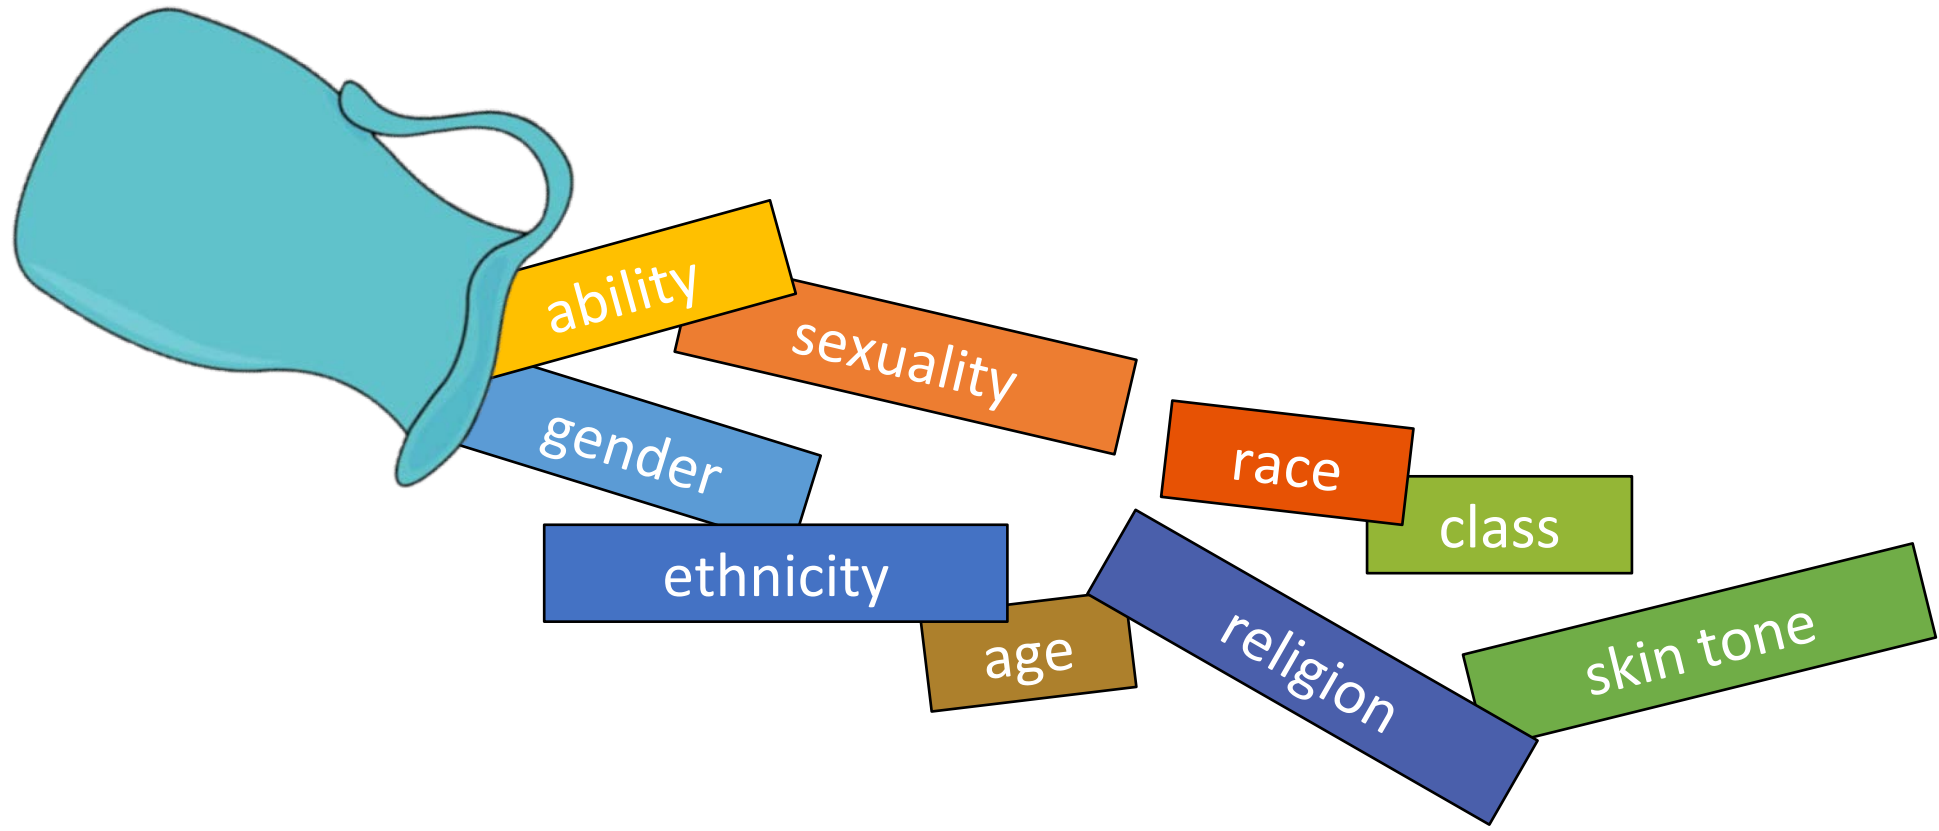 ability
sexuality
gender
race
class
ethnicity
age
religion
skin tone